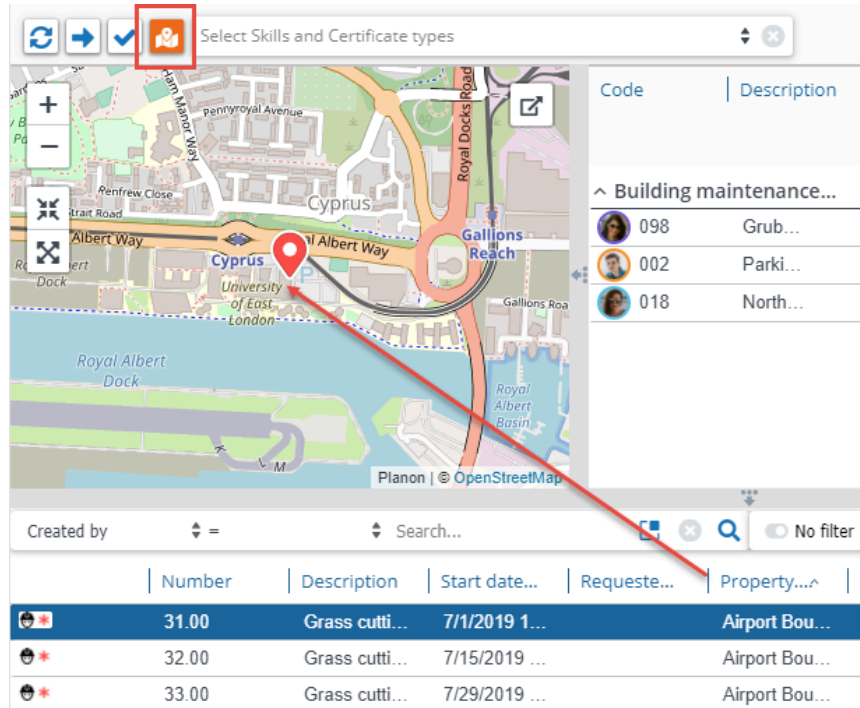 Select Skills and Certificate types
Ham Manor Way
Pennyroyal Avenue
Royal Docks Road
Renfrew Close
Cyprus
Strait Road
Albert Way
al Albert Way
Cyprus
Gallions
Reach
Dock
University
of East
London
Gallions Roa
Royal Albert
Dock
Royal
Albert
Basin
K
L
M
Planon | © OpenStreetMap
Code
Description
Building maintenance...
098 Grub...
002 Parki...
018 North...
Created by = Search... No filter
Number Description Start date... Requeste... Property....
31.00 Grass cutti... 7/1/2019 1... Airport Bou...
32.00 Grass cutti... 7/15/2019 ... Airport Bou...
33.00 Grass cutti... 7/29/2019 ... Airport Bou...